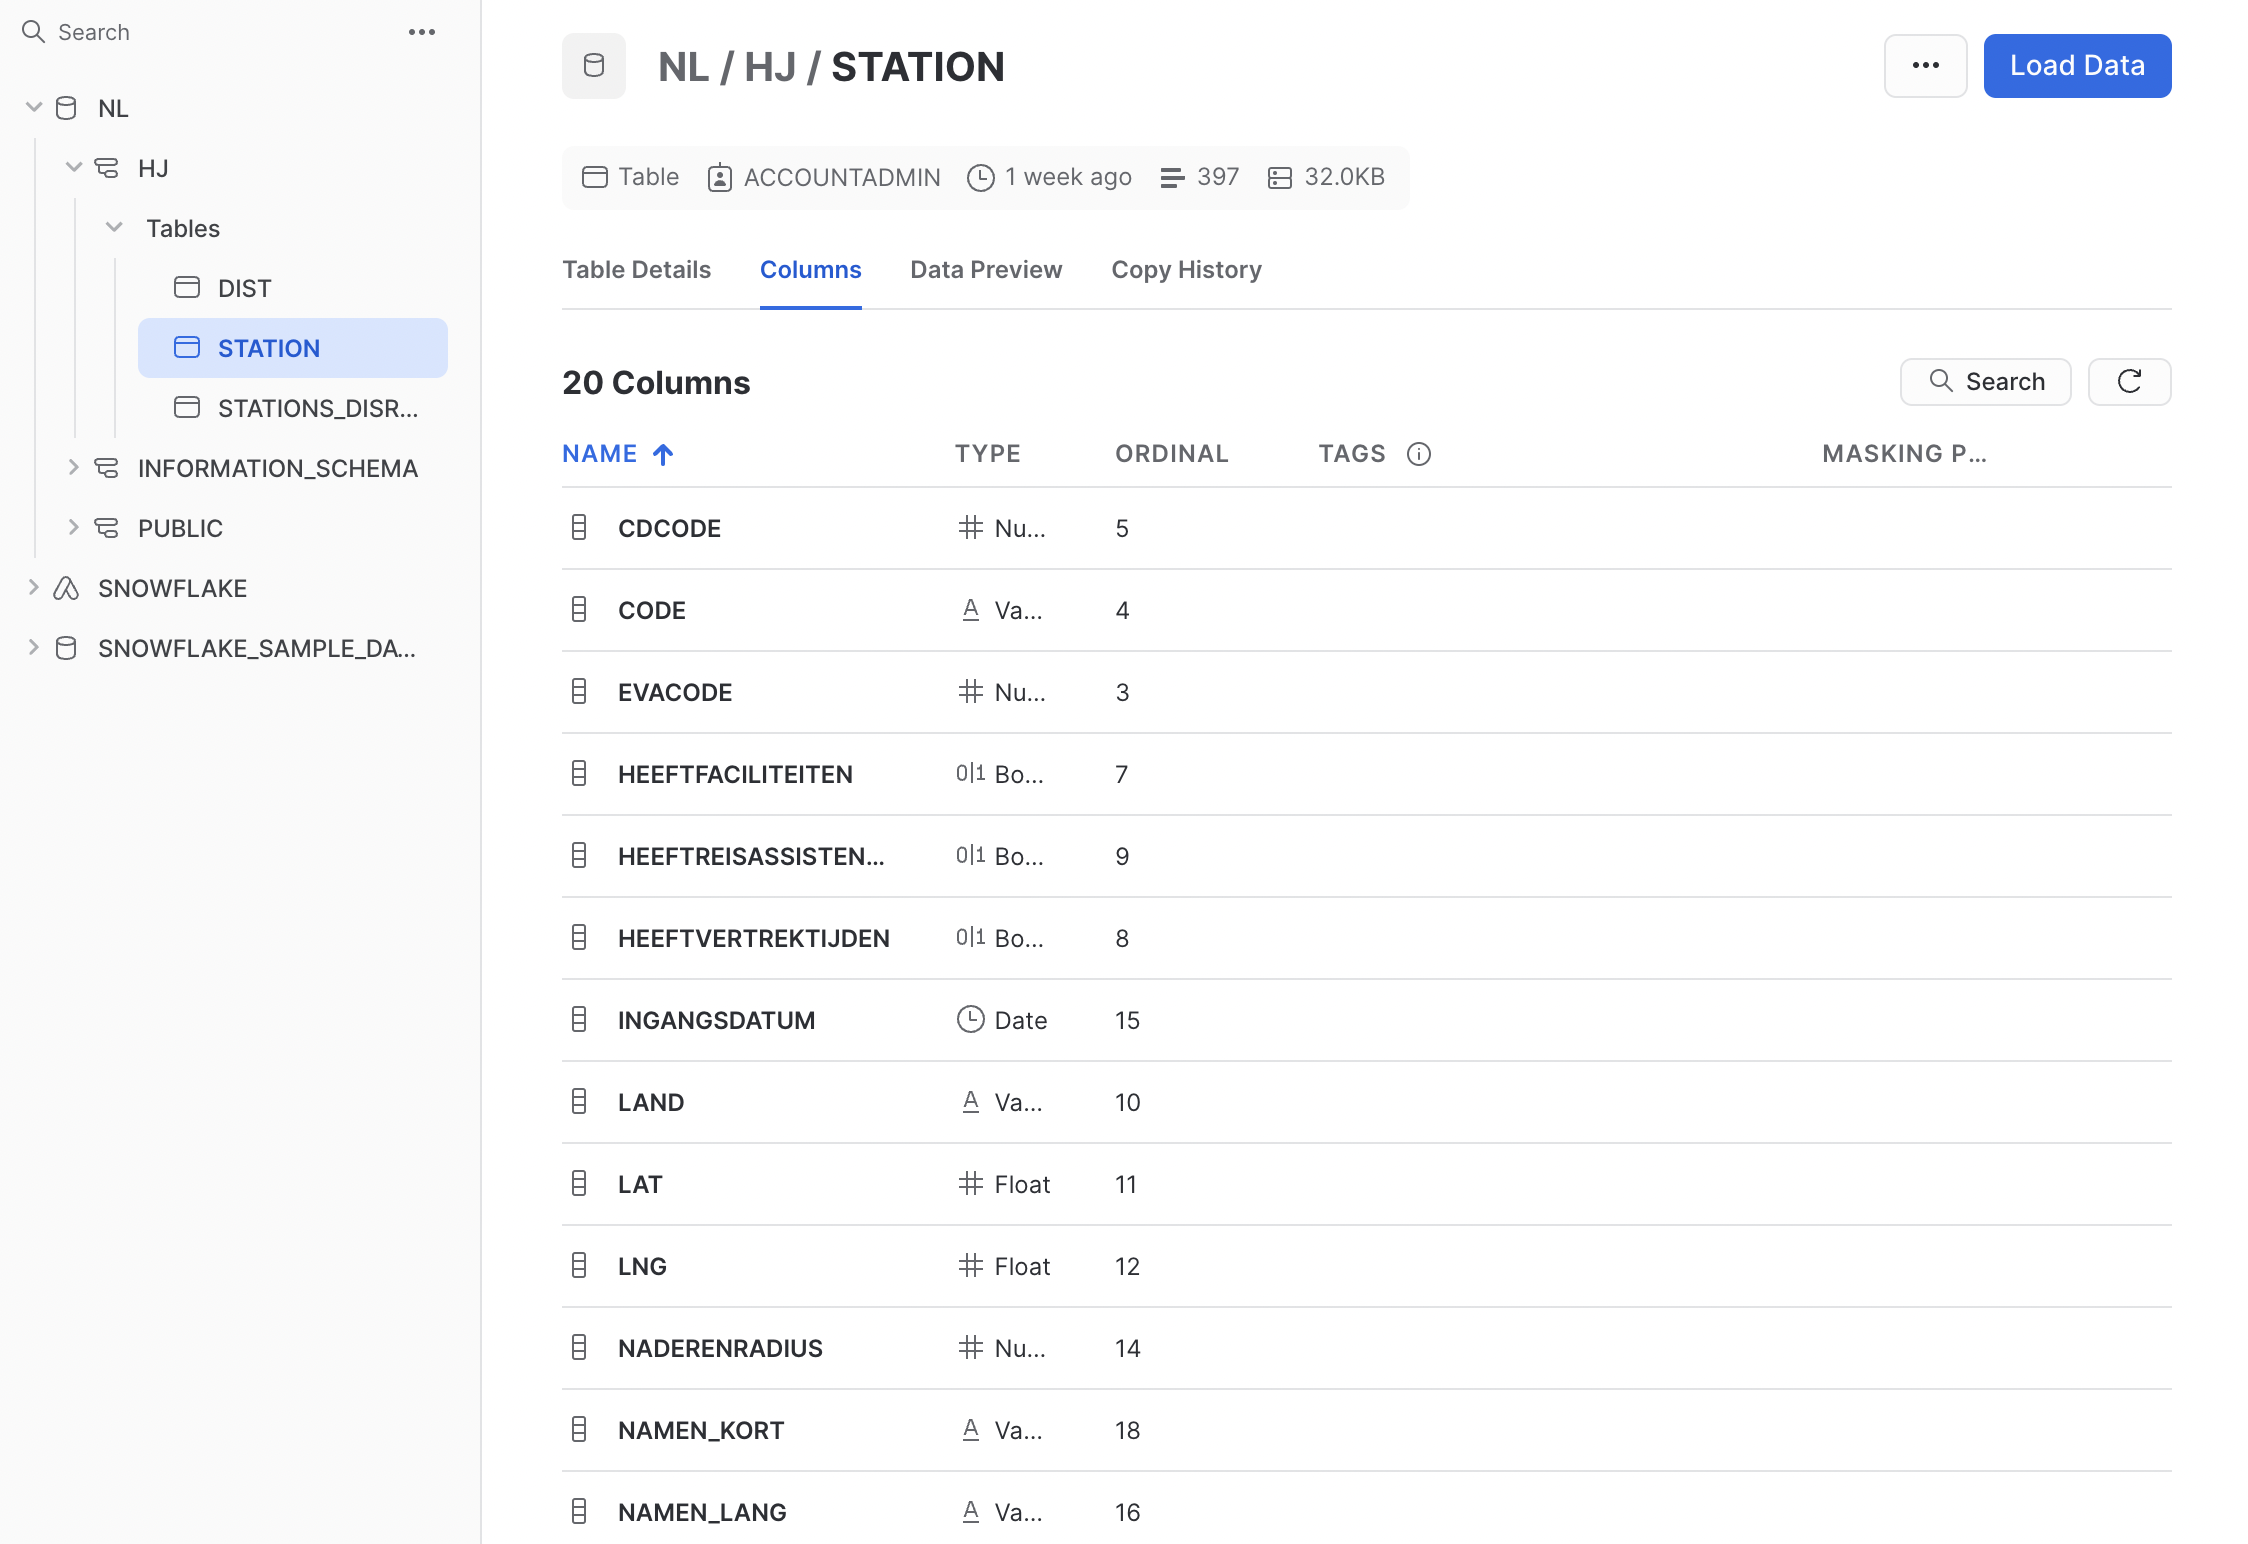 Search
NL
HJ
Tables
DIST
STATION
STATIONS_DISR...
INFORMATION_SCHEMA
PUBLIC
SNOWFLAKE
SNOWFLAKE_SAMPLE_DA...
NL / HJ / STATION
Load Data
Table ACCOUNTADMIN 1 week ago 397 32.0KB
Table Details Columns Data Preview Copy History
20 Columns
Search
NAME TYPE ORDINAL TAGS MASKING P...
CDCODE Nu... 5
CODE Va... 4
EVACODE Nu... 3
HEEFTFACILITEITEN 0|1 Bo... 7
HEEFTREISASSISTEN... 0|1 Bo... 9
HEEFTVERTREKTIJDEN 0|1 Bo... 8
INGANGSDATUM Date 15
LAND Va... 10
LAT Float 11
LNG Float 12
NADERENRADIUS Nu... 14
NAMEN_KORT Va... 18
NAMEN_LANG Va... 16